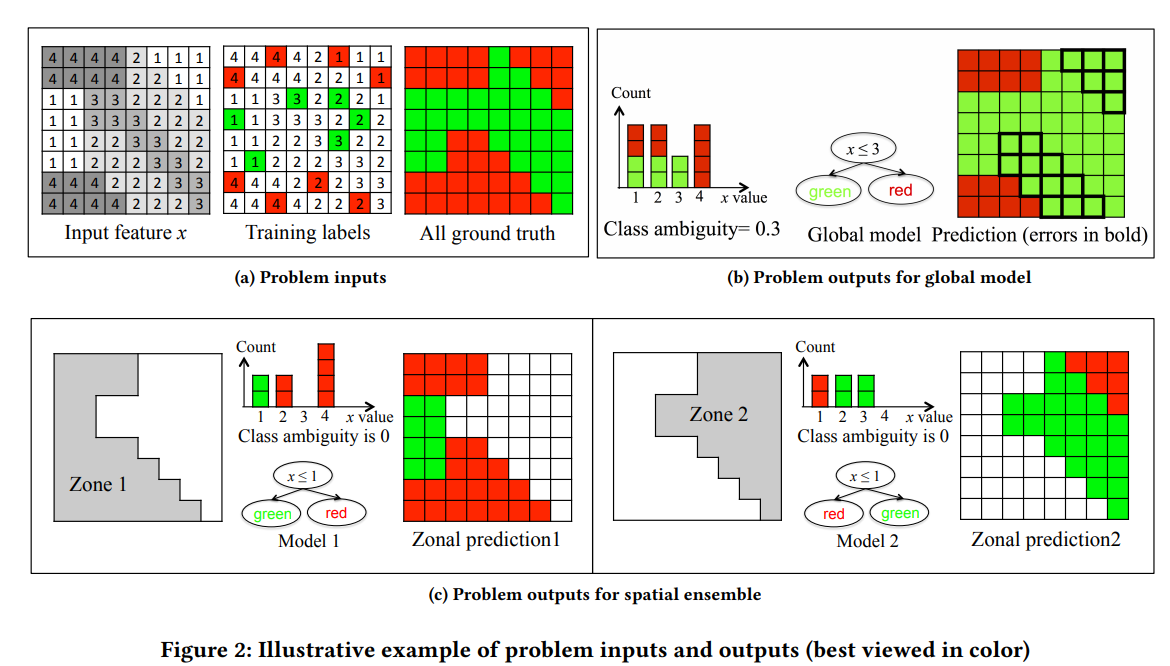 4 4 4 4 2 1 1 1
4 4 4 4 2 2 1 1
1 1 3 3 2 2 2 1
1 1 3 3 3 2 2 2
1 1 2 2 3 3 2 2
1 1 2 2 2 3 3 2
4 4 4 2 2 2 3 3
4 4 4 4 2 2 2 3
Input feature x
4 4 4 4 2 1 1 1
4 4 4 4 2 2 1 1
1 1 3 3 2 2 2 1
1 1 3 3 3 2 2 2
1 1 2 2 3 3 2 2
1 1 2 2 2 3 3 2
4 4 4 2 2 2 3 3
4 4 4 4 2 2 2 3
Training labels
All ground truth
(a) Problem inputs
Count
1 2 3 4 x value
Class ambiguity= 0.3
x ≤ 3
green red
Global model
Prediction (errors in bold)
(b) Problem outputs for global model
Zone 1
Count
1 2 3 4 x value
Class ambiguity is 0
x ≤ 1
green red
Model 1
Zonal prediction1
Zone 2
Count
1 2 3 4 x value
Class ambiguity is 0
x ≤ 1
red green
Model 2
Zonal prediction2
(c) Problem outputs for spatial ensemble
Figure 2: Illustrative example of problem inputs and outputs (best viewed in color)